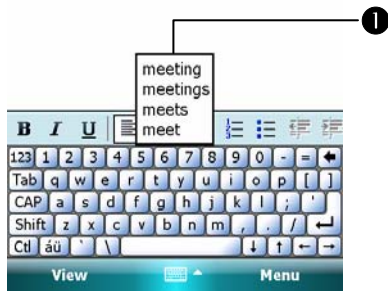 1
meeting
meetings
meets
meet
B I U
123 1 2 3 4 5 6 7 8 9 0 - =
Tab q w e r t y u i o p [ ]
CAP a s d f g h j k l ; '
Shift z x c v b n m , . /
Ctl áü ` \
View Menu